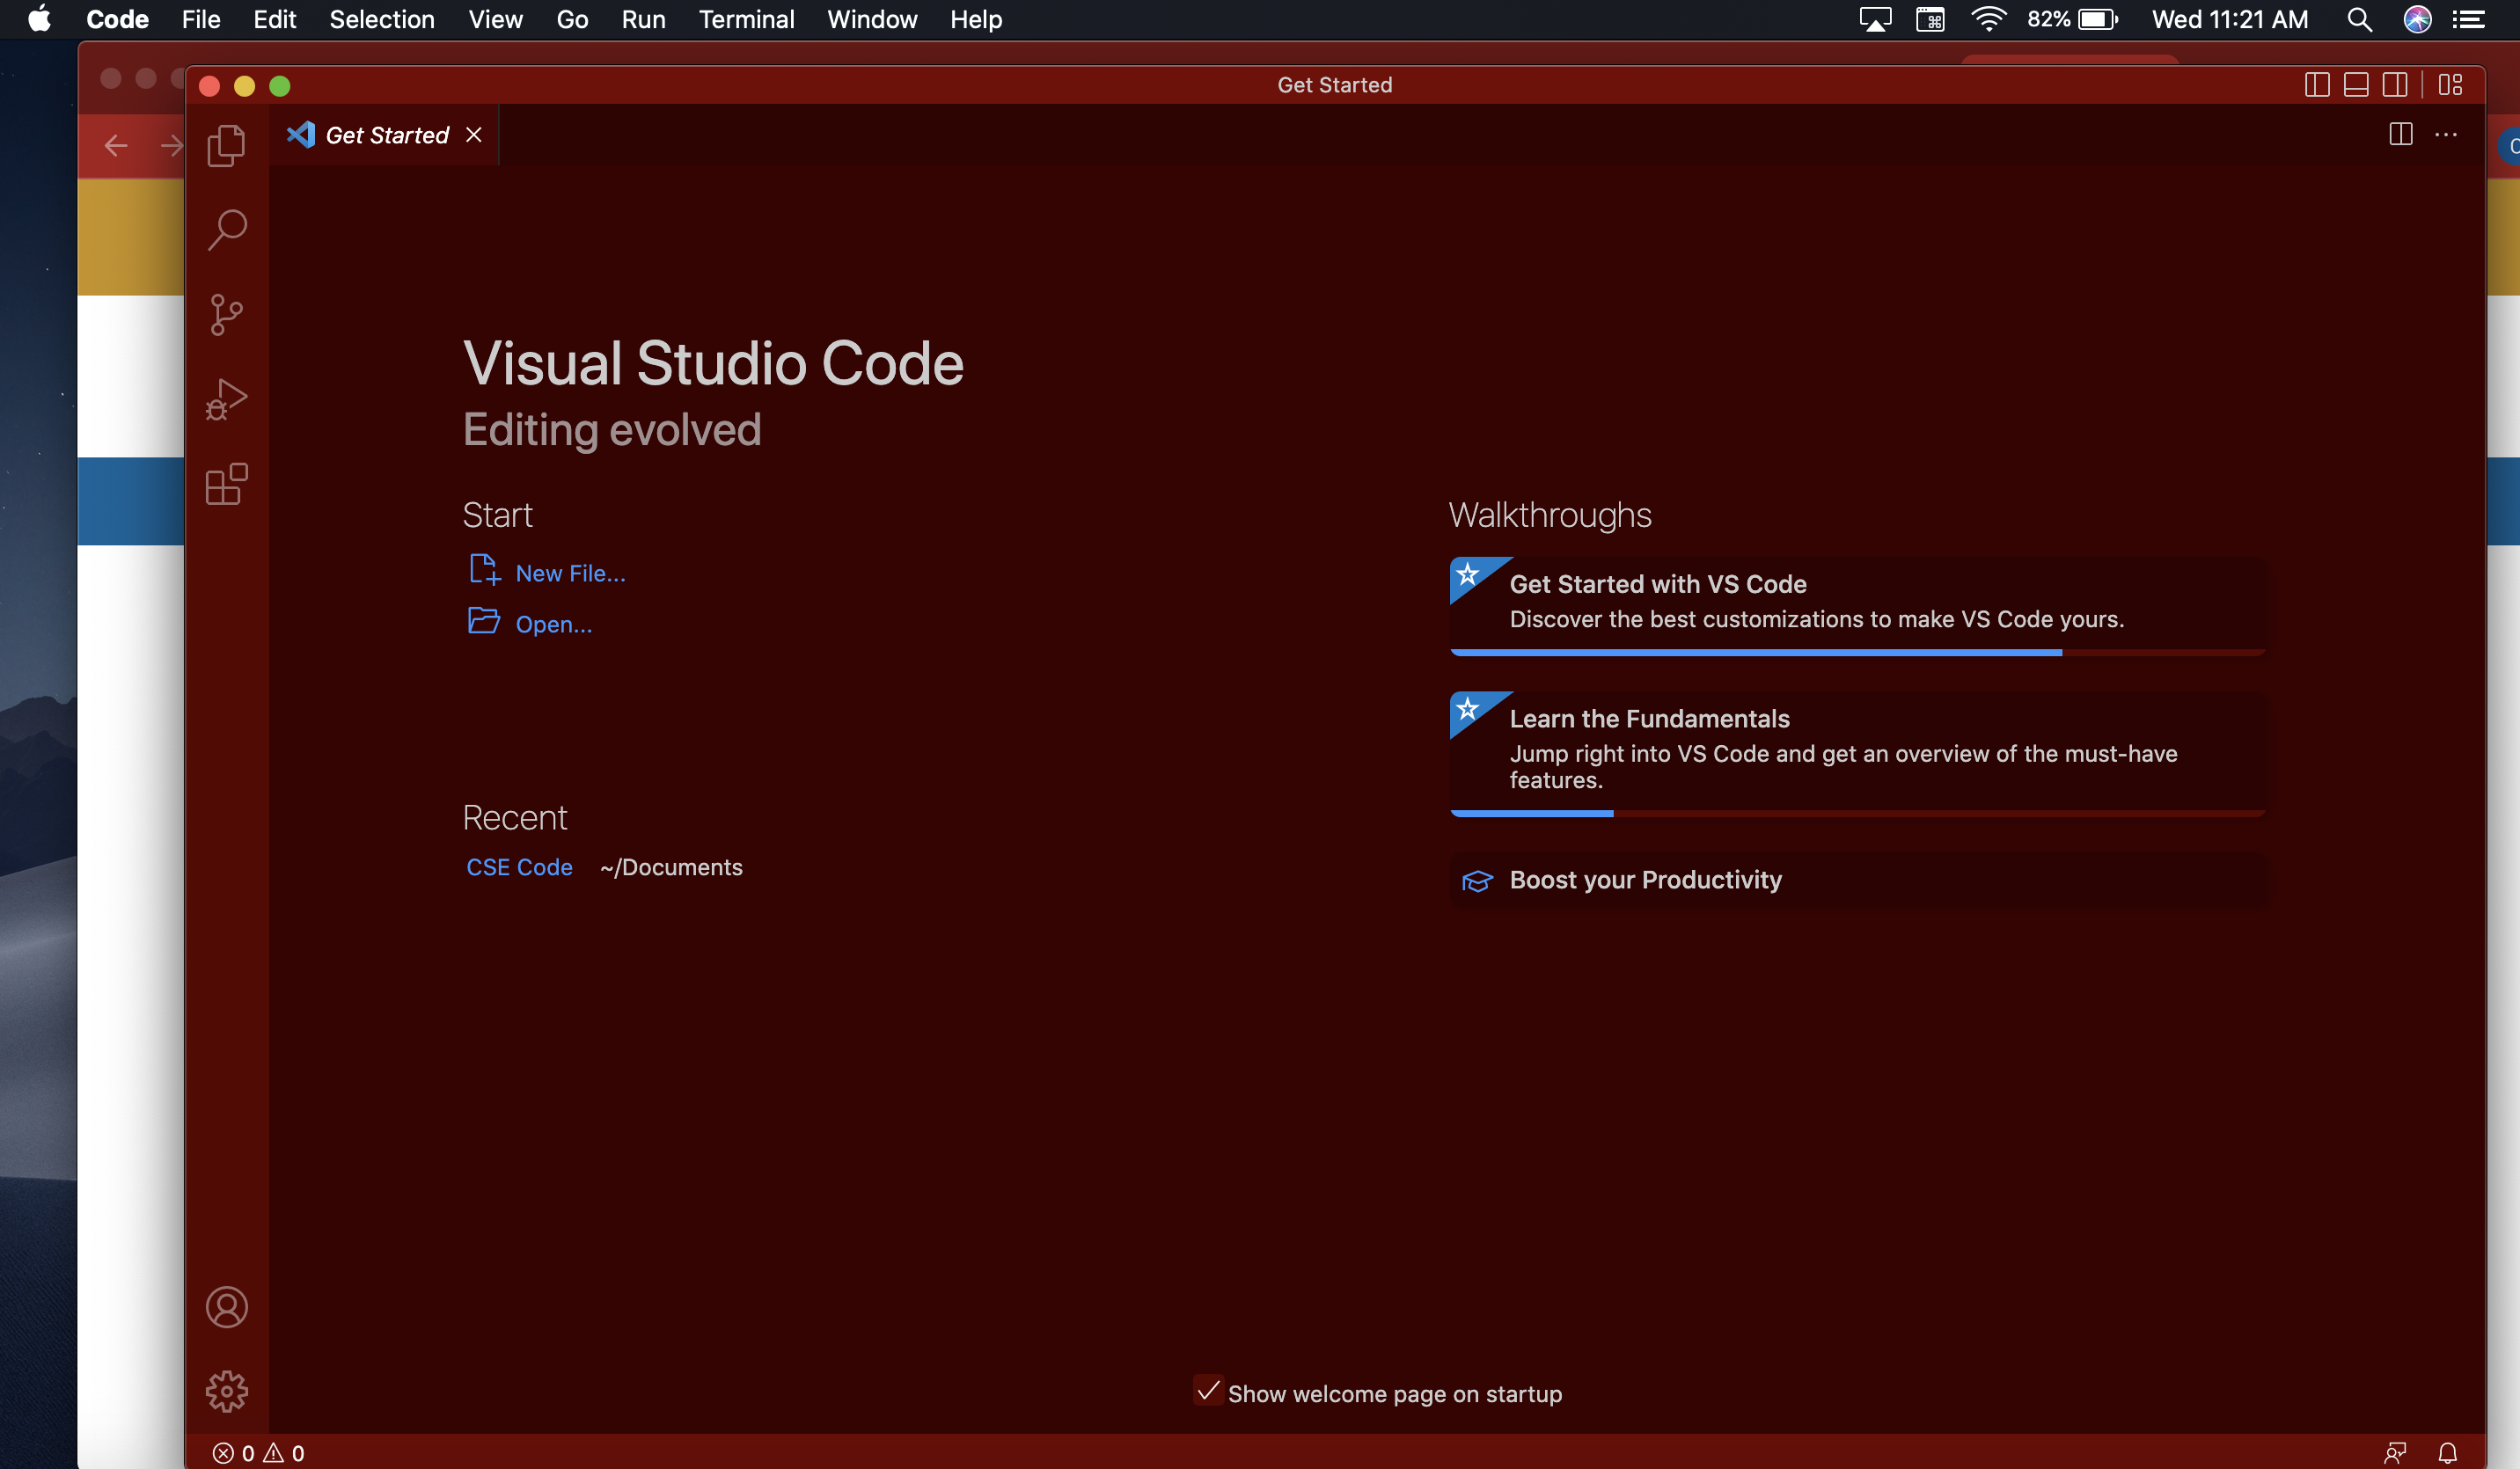 Code File Edit Selection View Go Run Terminal Window Help 82% Wed 11:21 AM
Get Started
Get Started
Visual Studio Code
Editing evolved
Start
New File...
Open...
Recent
CSE Code ~/Documents
Walkthroughs
Get Started with VS Code
Discover the best customizations to make VS Code yours.
Learn the Fundamentals
Jump right into VS Code and get an overview of the must-have
features.
Boost your Productivity
Show welcome page on startup
0 0